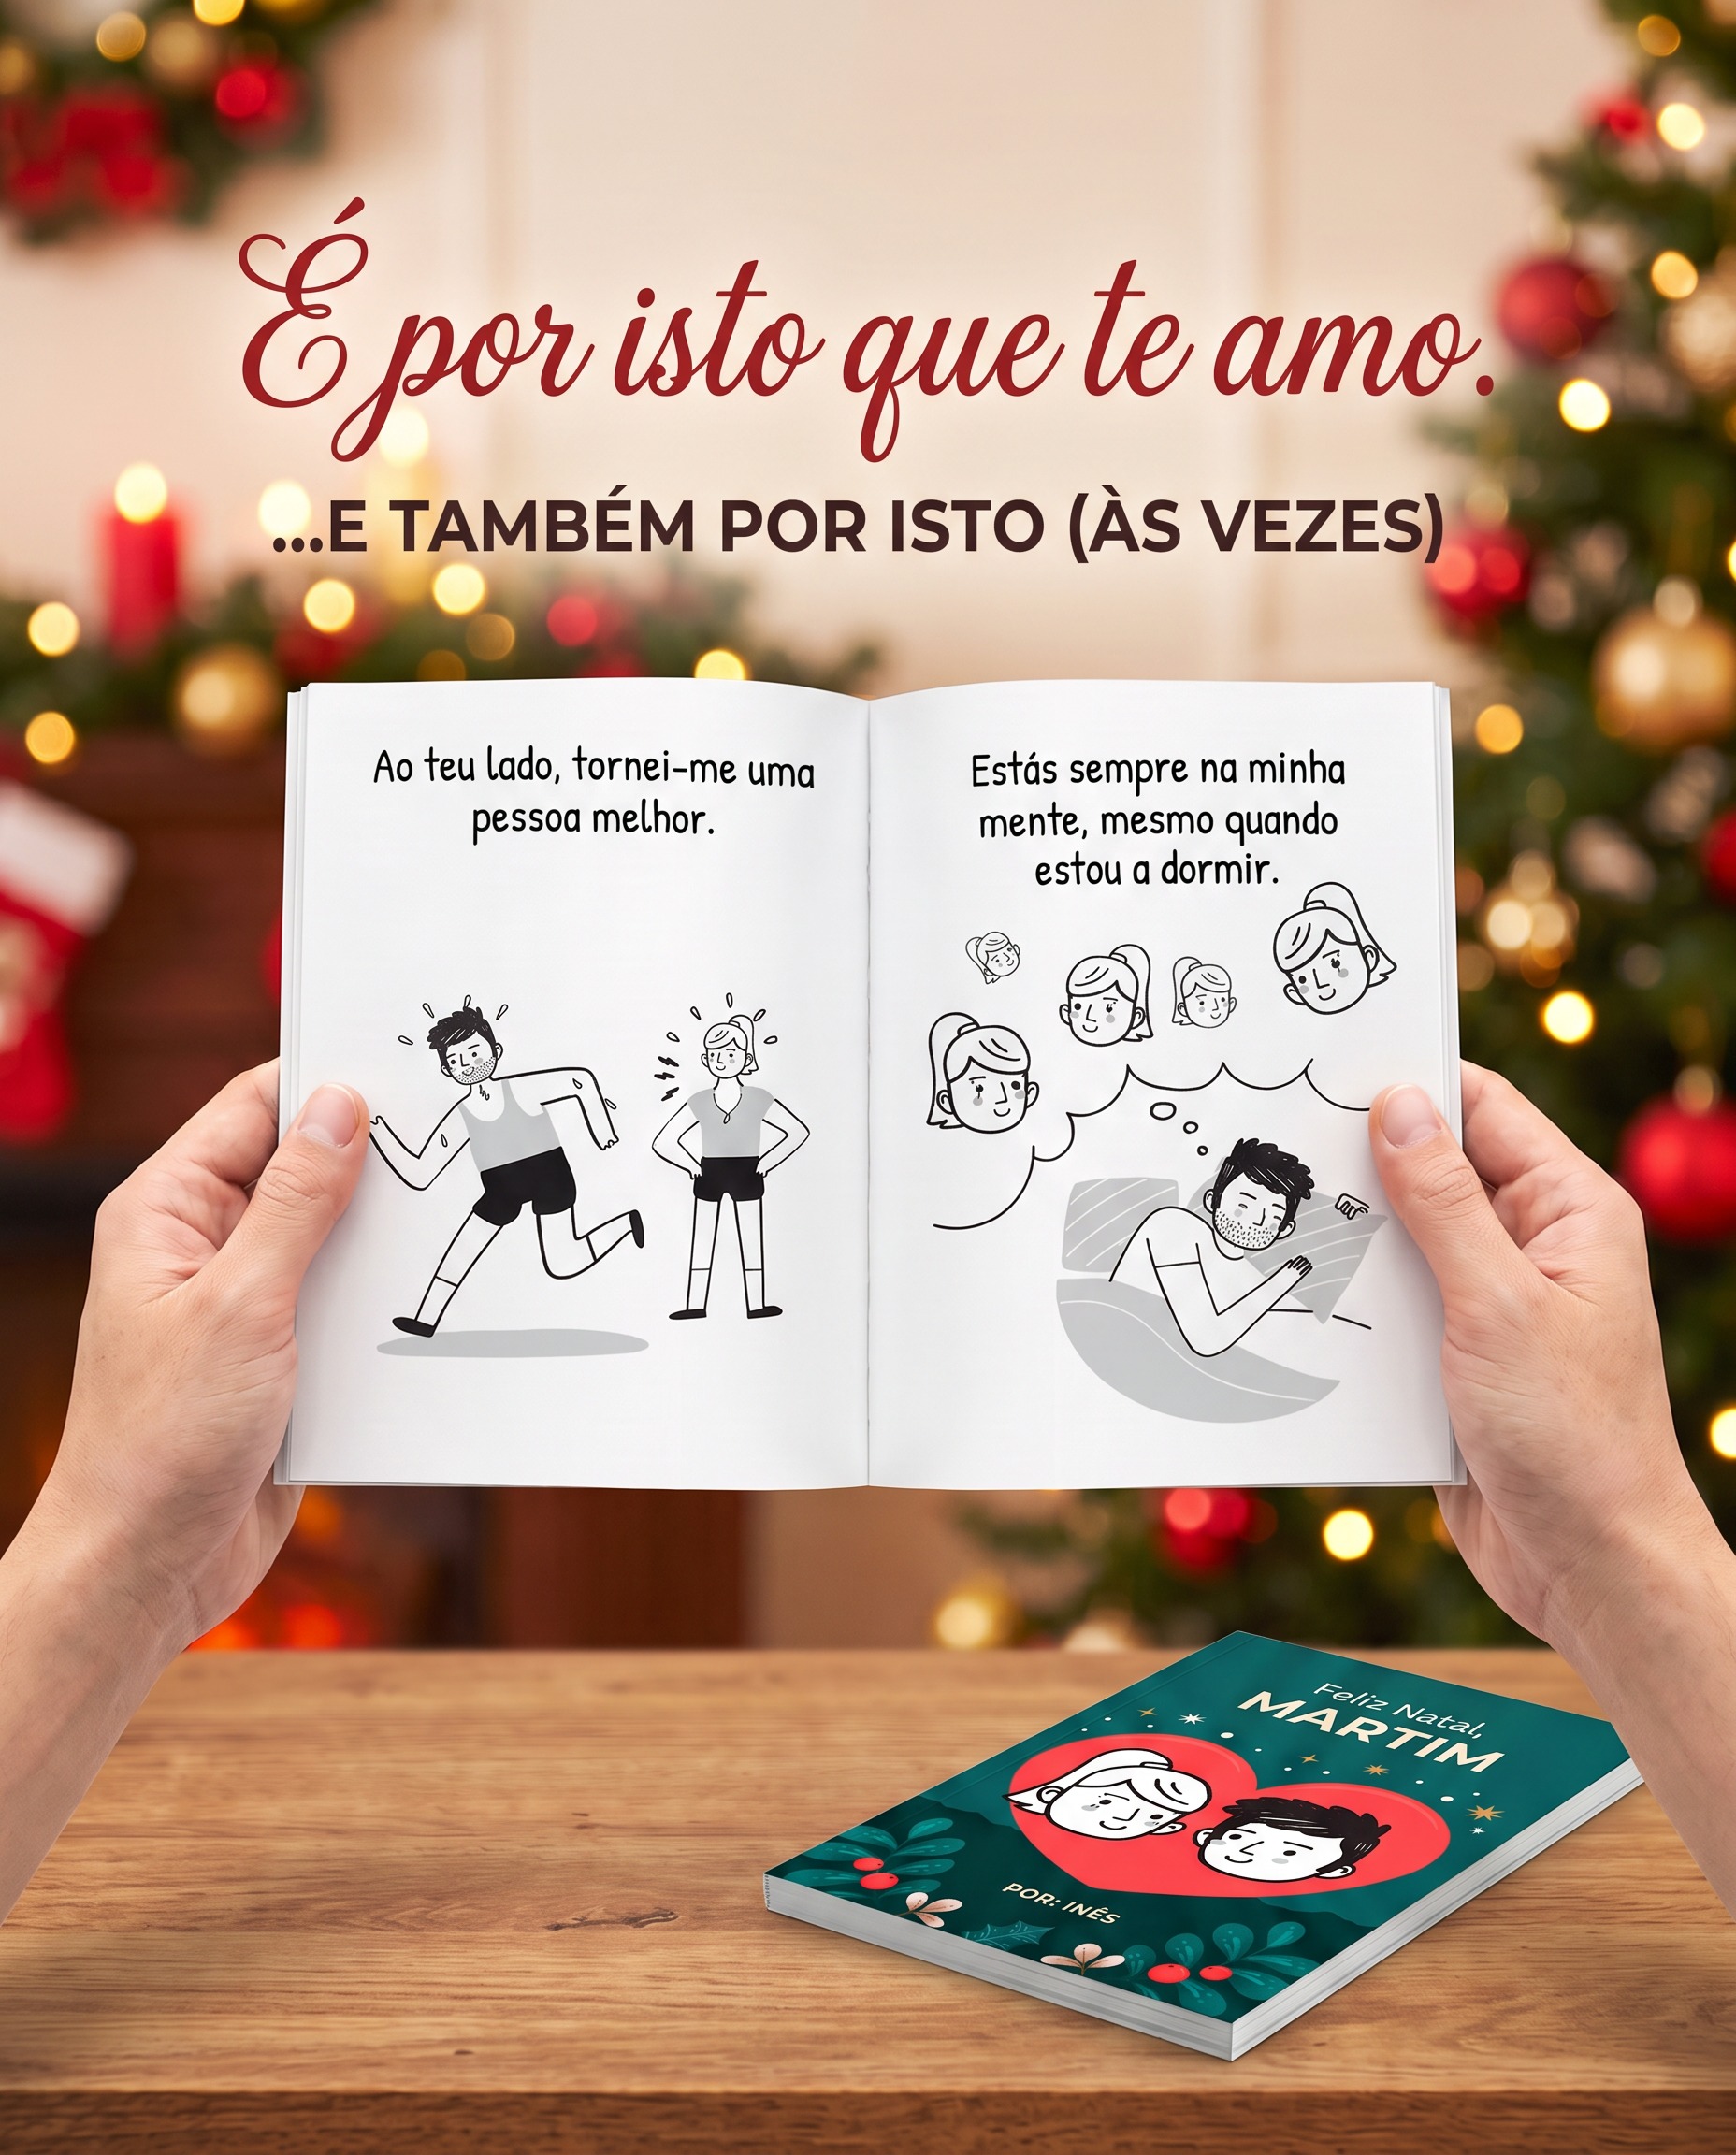 É por isto que te amo.
...E TAMBÉM POR ISTO (ÀS VEZES)
Ao teu lado, tornei-me uma
pessoa melhor.
Estás sempre na minha
mente, mesmo quando
estou a dormir.
Feliz Natal,
MARTIM
POR: INÊS